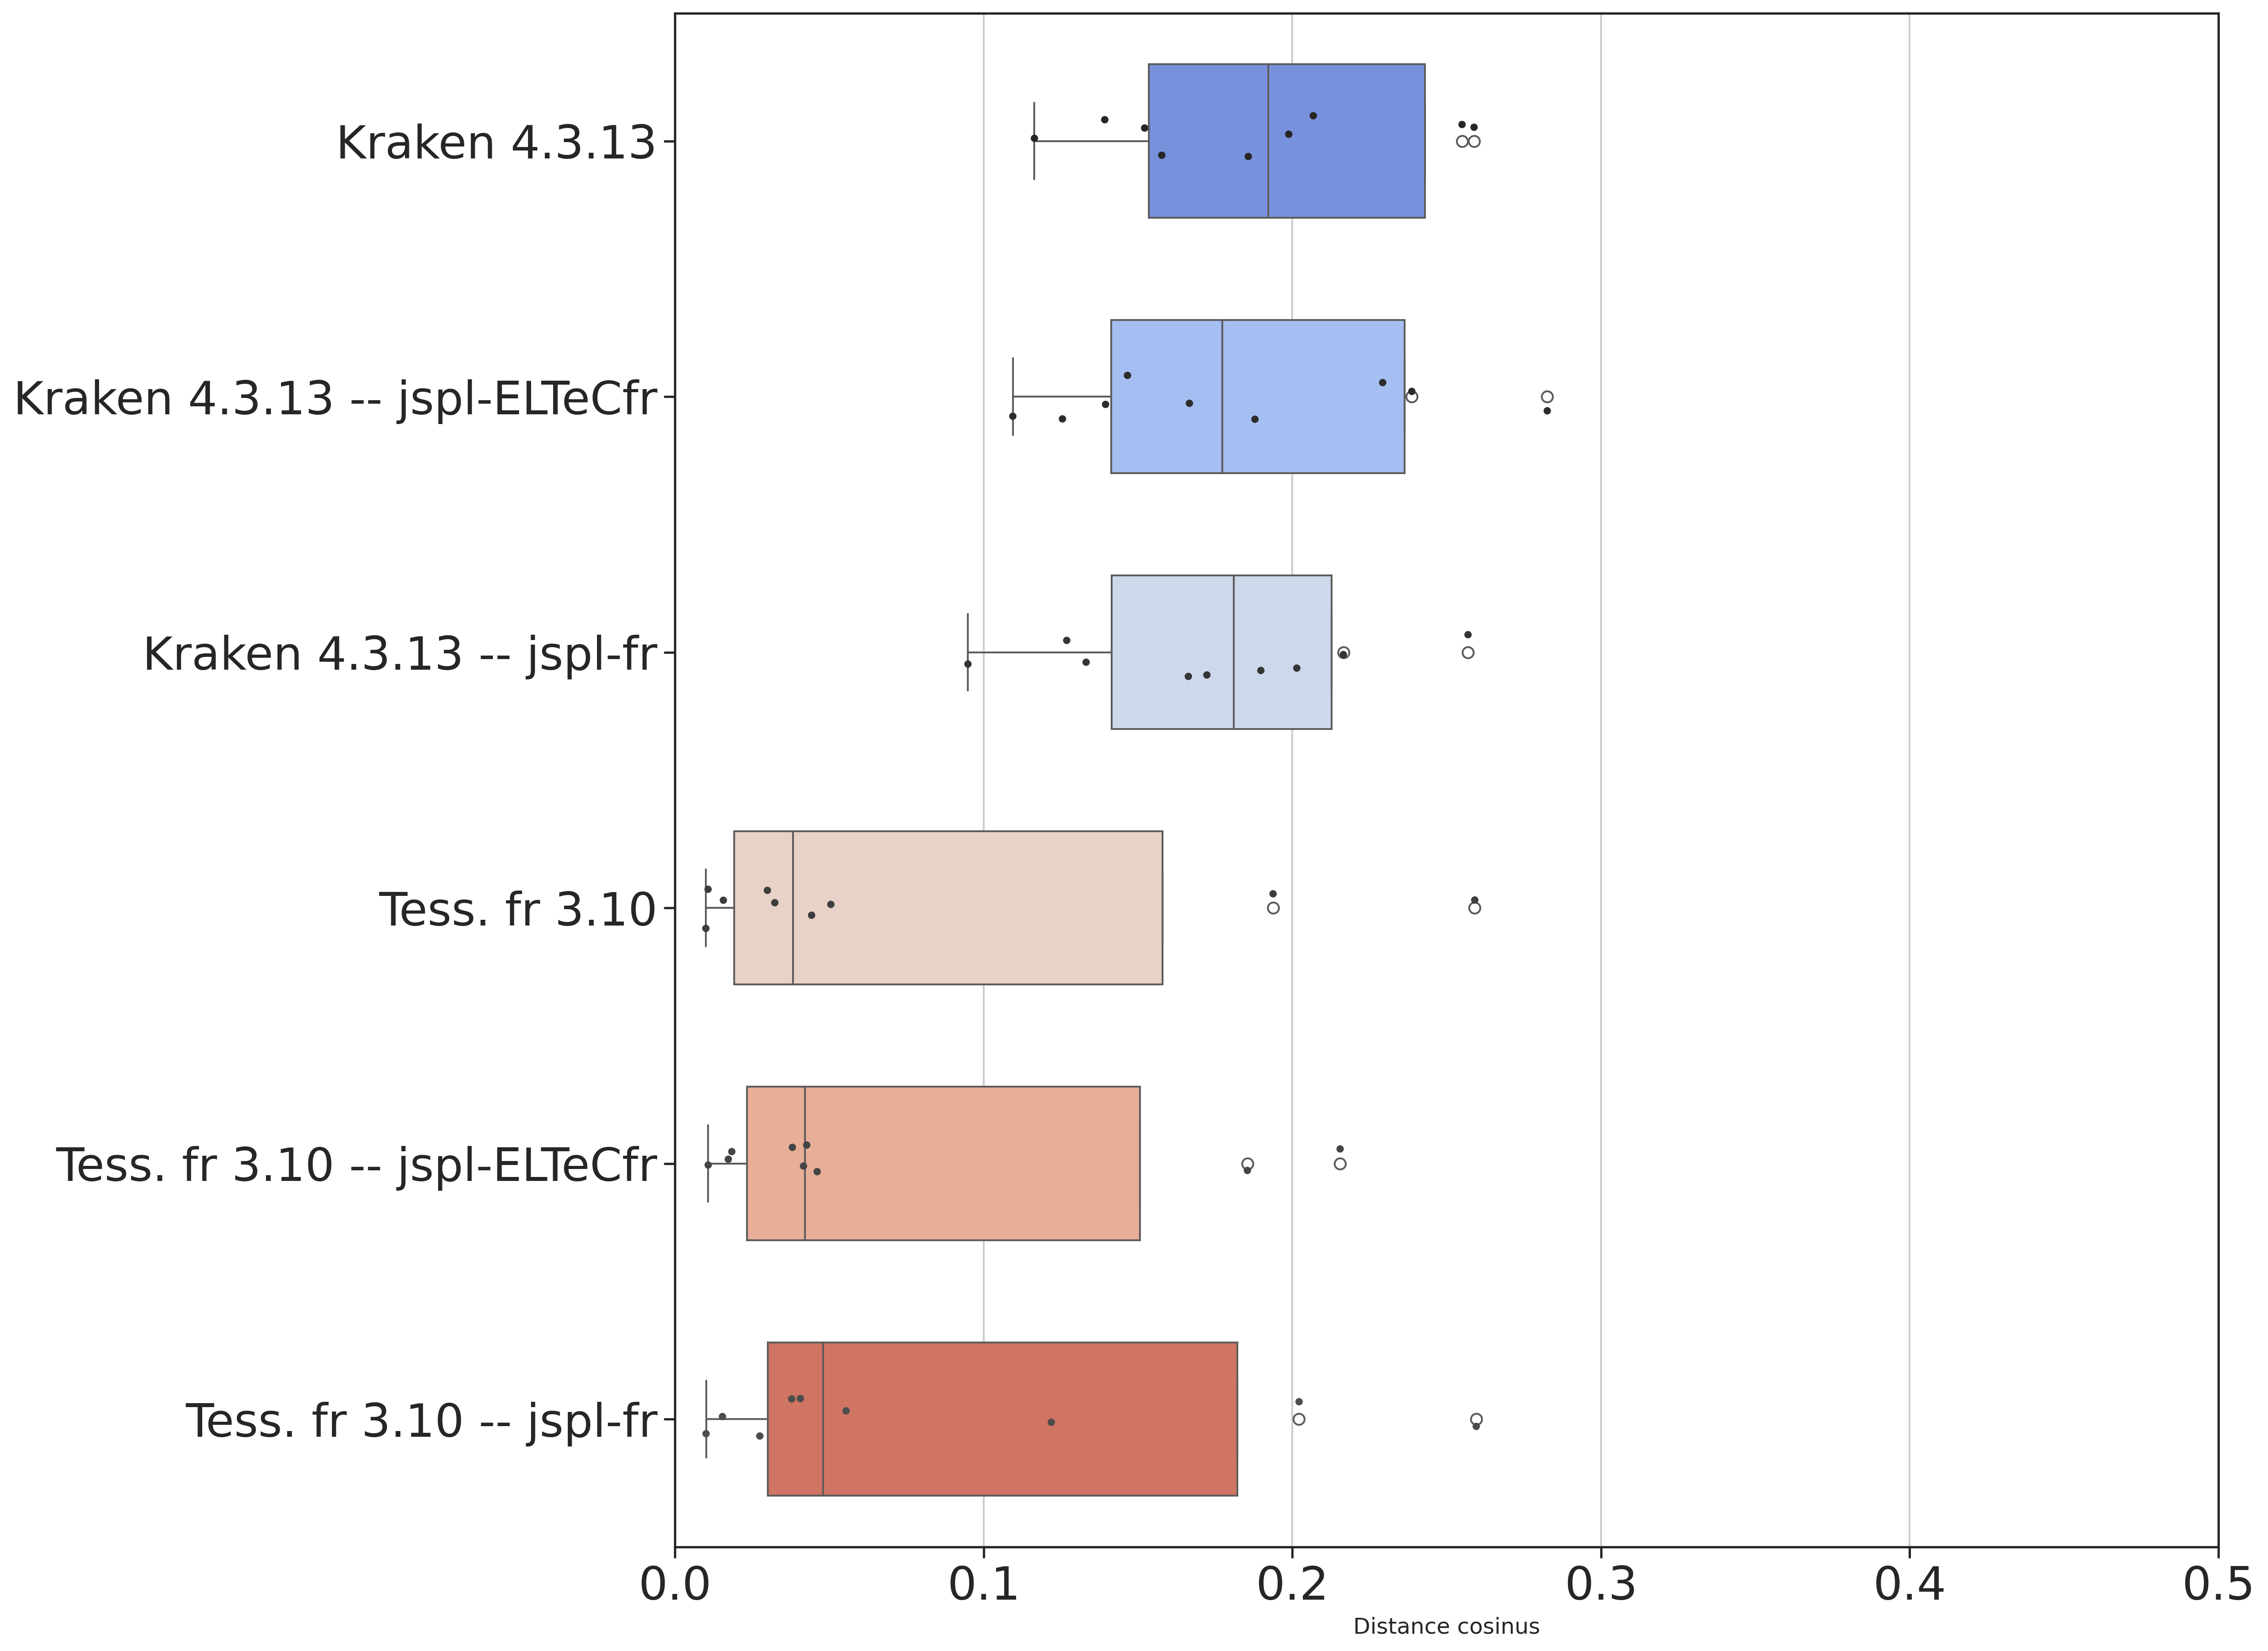 Kraken 4.3.13
Kraken 4.3.13 -- jspl-ELTeCfr
Kraken 4.3.13 -- jspl-fr
Tess. fr 3.10
Tess. fr 3.10 -- jspl-ELTeCfr
Tess. fr 3.10 -- jspl-fr
0.0 0.1 0.2 0.3 0.4 0.5
Distance cosinus